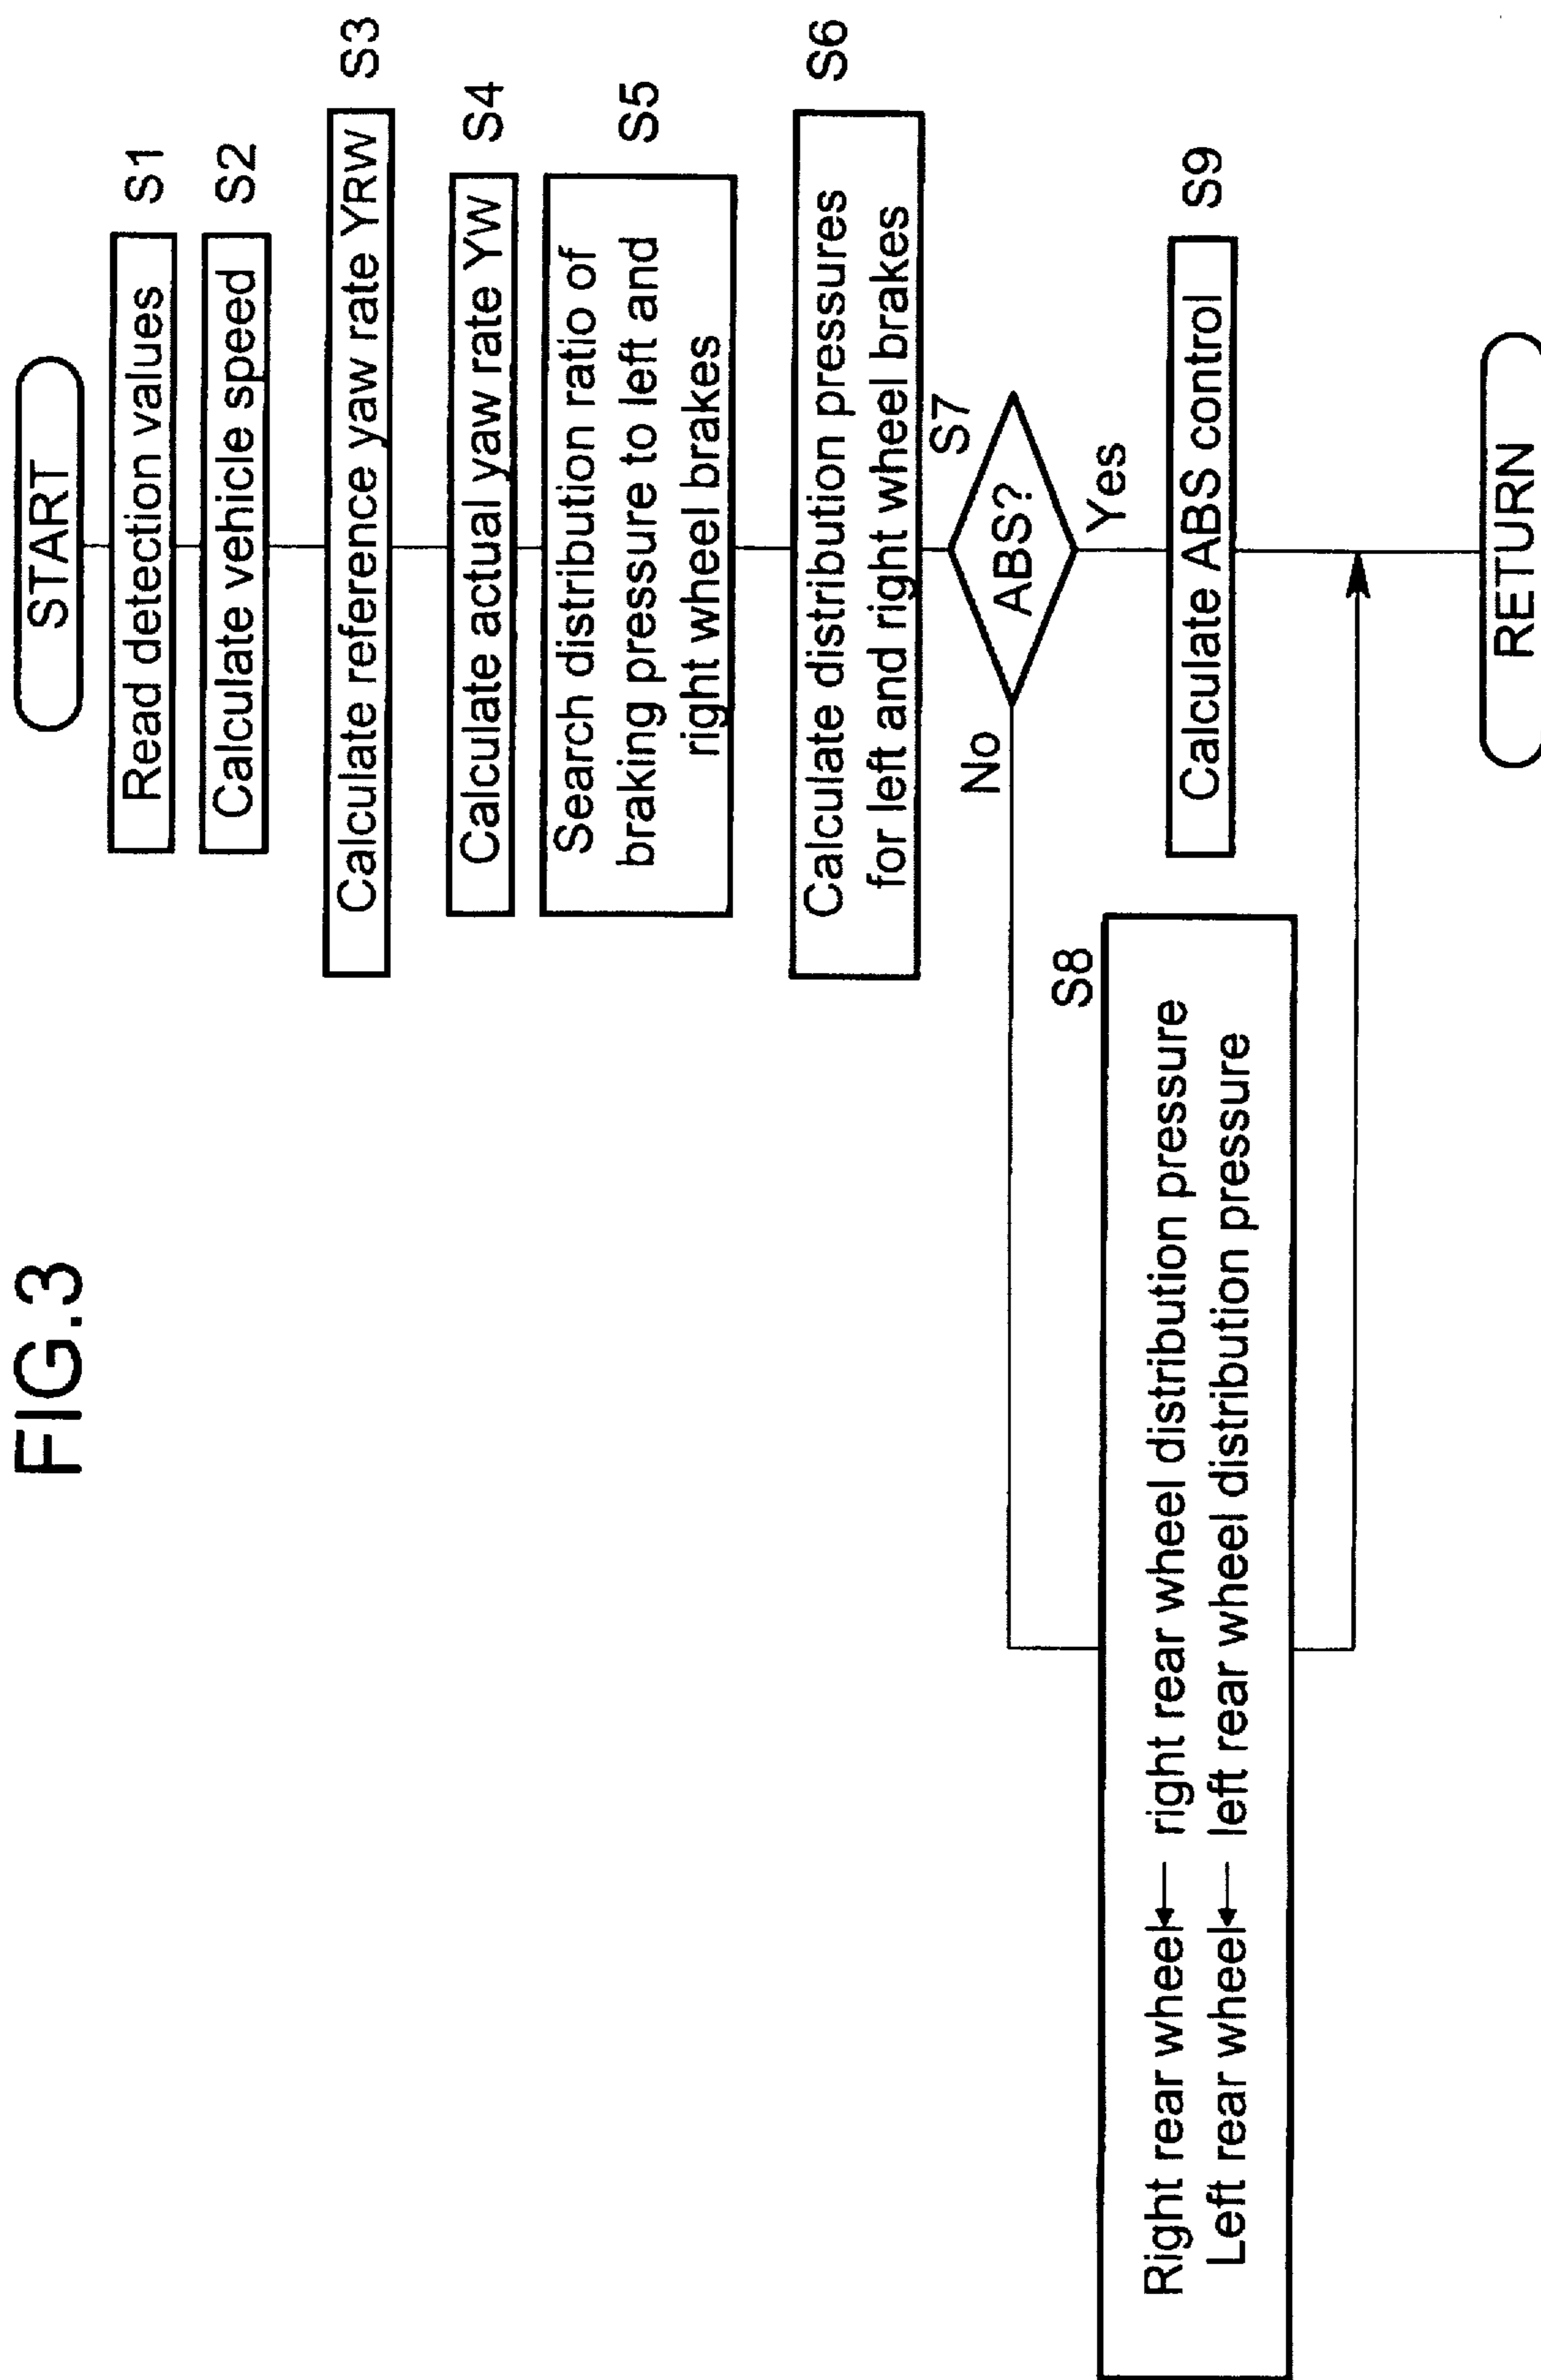 FIG.3
START
Read detection values
S1
Calculate vehicle speed
S2
Calculate reference yaw rate YRW
S3
Calculate actual yaw rate YW
S4
Search distribution ratio of
braking pressure to left and
right wheel brakes
S5
Calculate distribution pressures
for left and right wheel brakes
S6
S7
ABS?
No
Yes
S8
Right rear wheel ← right rear wheel distribution pressure
Left rear wheel ← left rear wheel distribution pressure
Calculate ABS control
S9
RETURN